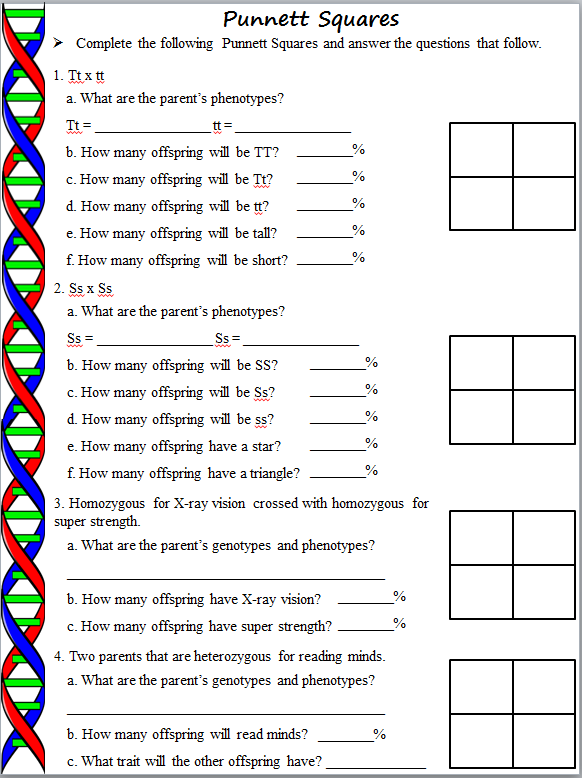 Punnett Squares
➢ Complete the following Punnett Squares and answer the questions that follow.
1. Tt x tt
a. What are the parent's phenotypes?
Tt = ________________ tt = ________________
b. How many offspring will be TT? ________%
c. How many offspring will be Tt? ________%
d. How many offspring will be tt? ________%
e. How many offspring will be tall? ________%
f. How many offspring will be short? ________%
2. Ss x Ss
a. What are the parent's phenotypes?
Ss = ________________ Ss = ________________
b. How many offspring will be SS? ________%
c. How many offspring will be Ss? ________%
d. How many offspring will be ss? ________%
e. How many offspring have a star? ________%
f. How many offspring have a triangle? ________%
3. Homozygous for X-ray vision crossed with homozygous for
super strength.
a. What are the parent's genotypes and phenotypes?
______________________________________________
b. How many offspring have X-ray vision? ________%
c. How many offspring have super strength? ________%
4. Two parents that are heterozygous for reading minds.
a. What are the parent's genotypes and phenotypes?
______________________________________________
b. How many offspring will read minds? ________%
c. What trait will the other offspring have? ______________